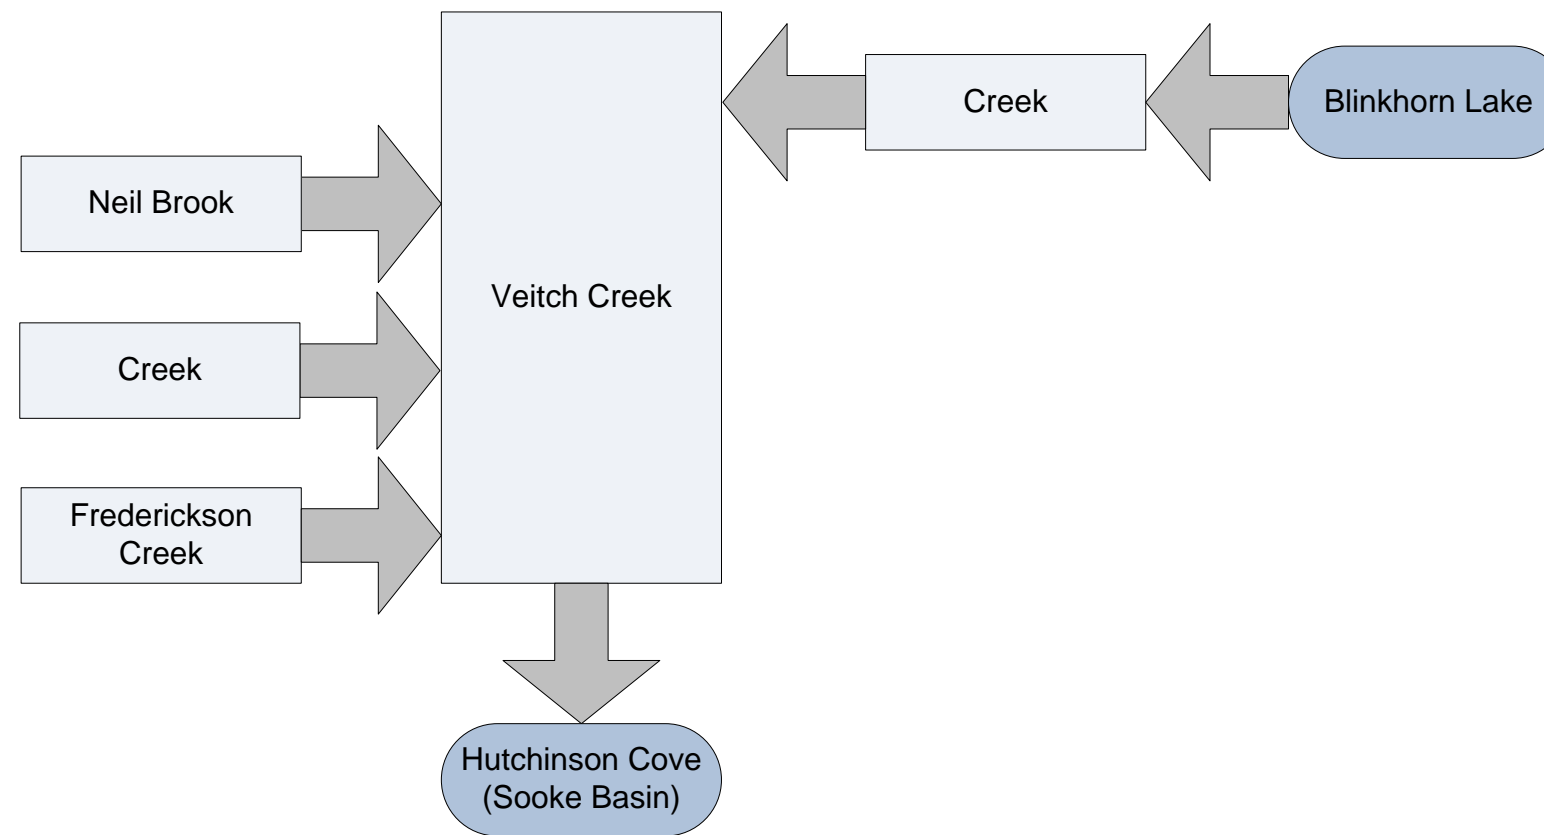 Creek
Blinkhorn Lake
Neil Brook
Veitch Creek
Creek
Frederickson
Creek
Hutchinson Cove
(Sooke Basin)